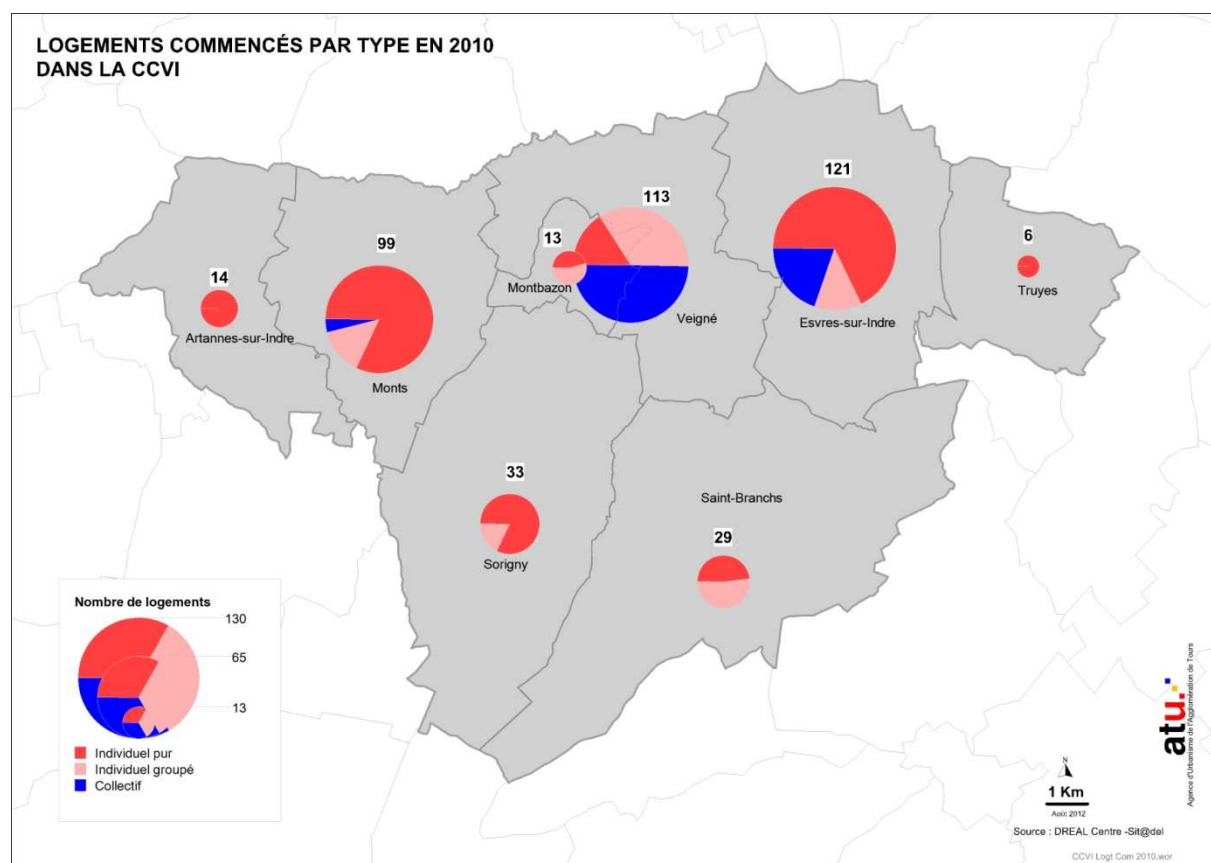 LOGEMENTS COMMENCÉS PAR TYPE EN 2010
DANS LA CCVI
121
113
99
13
6
14
Montbazon
Truyes
Veigné
Esvres-sur-Indre
Artannes-sur-Indre
Monts
33
Saint-Branchs
29
Sorigny
Nombre de logements
130
65
13
Individuel pur
Individuel groupé
Collectif
atu.
Agence d'Urbanisme de l'Agglomération de Tours
N
1 Km
Août 2012
Source : DREAL Centre -Sit@del
CCVI Logt Com 2010.wor